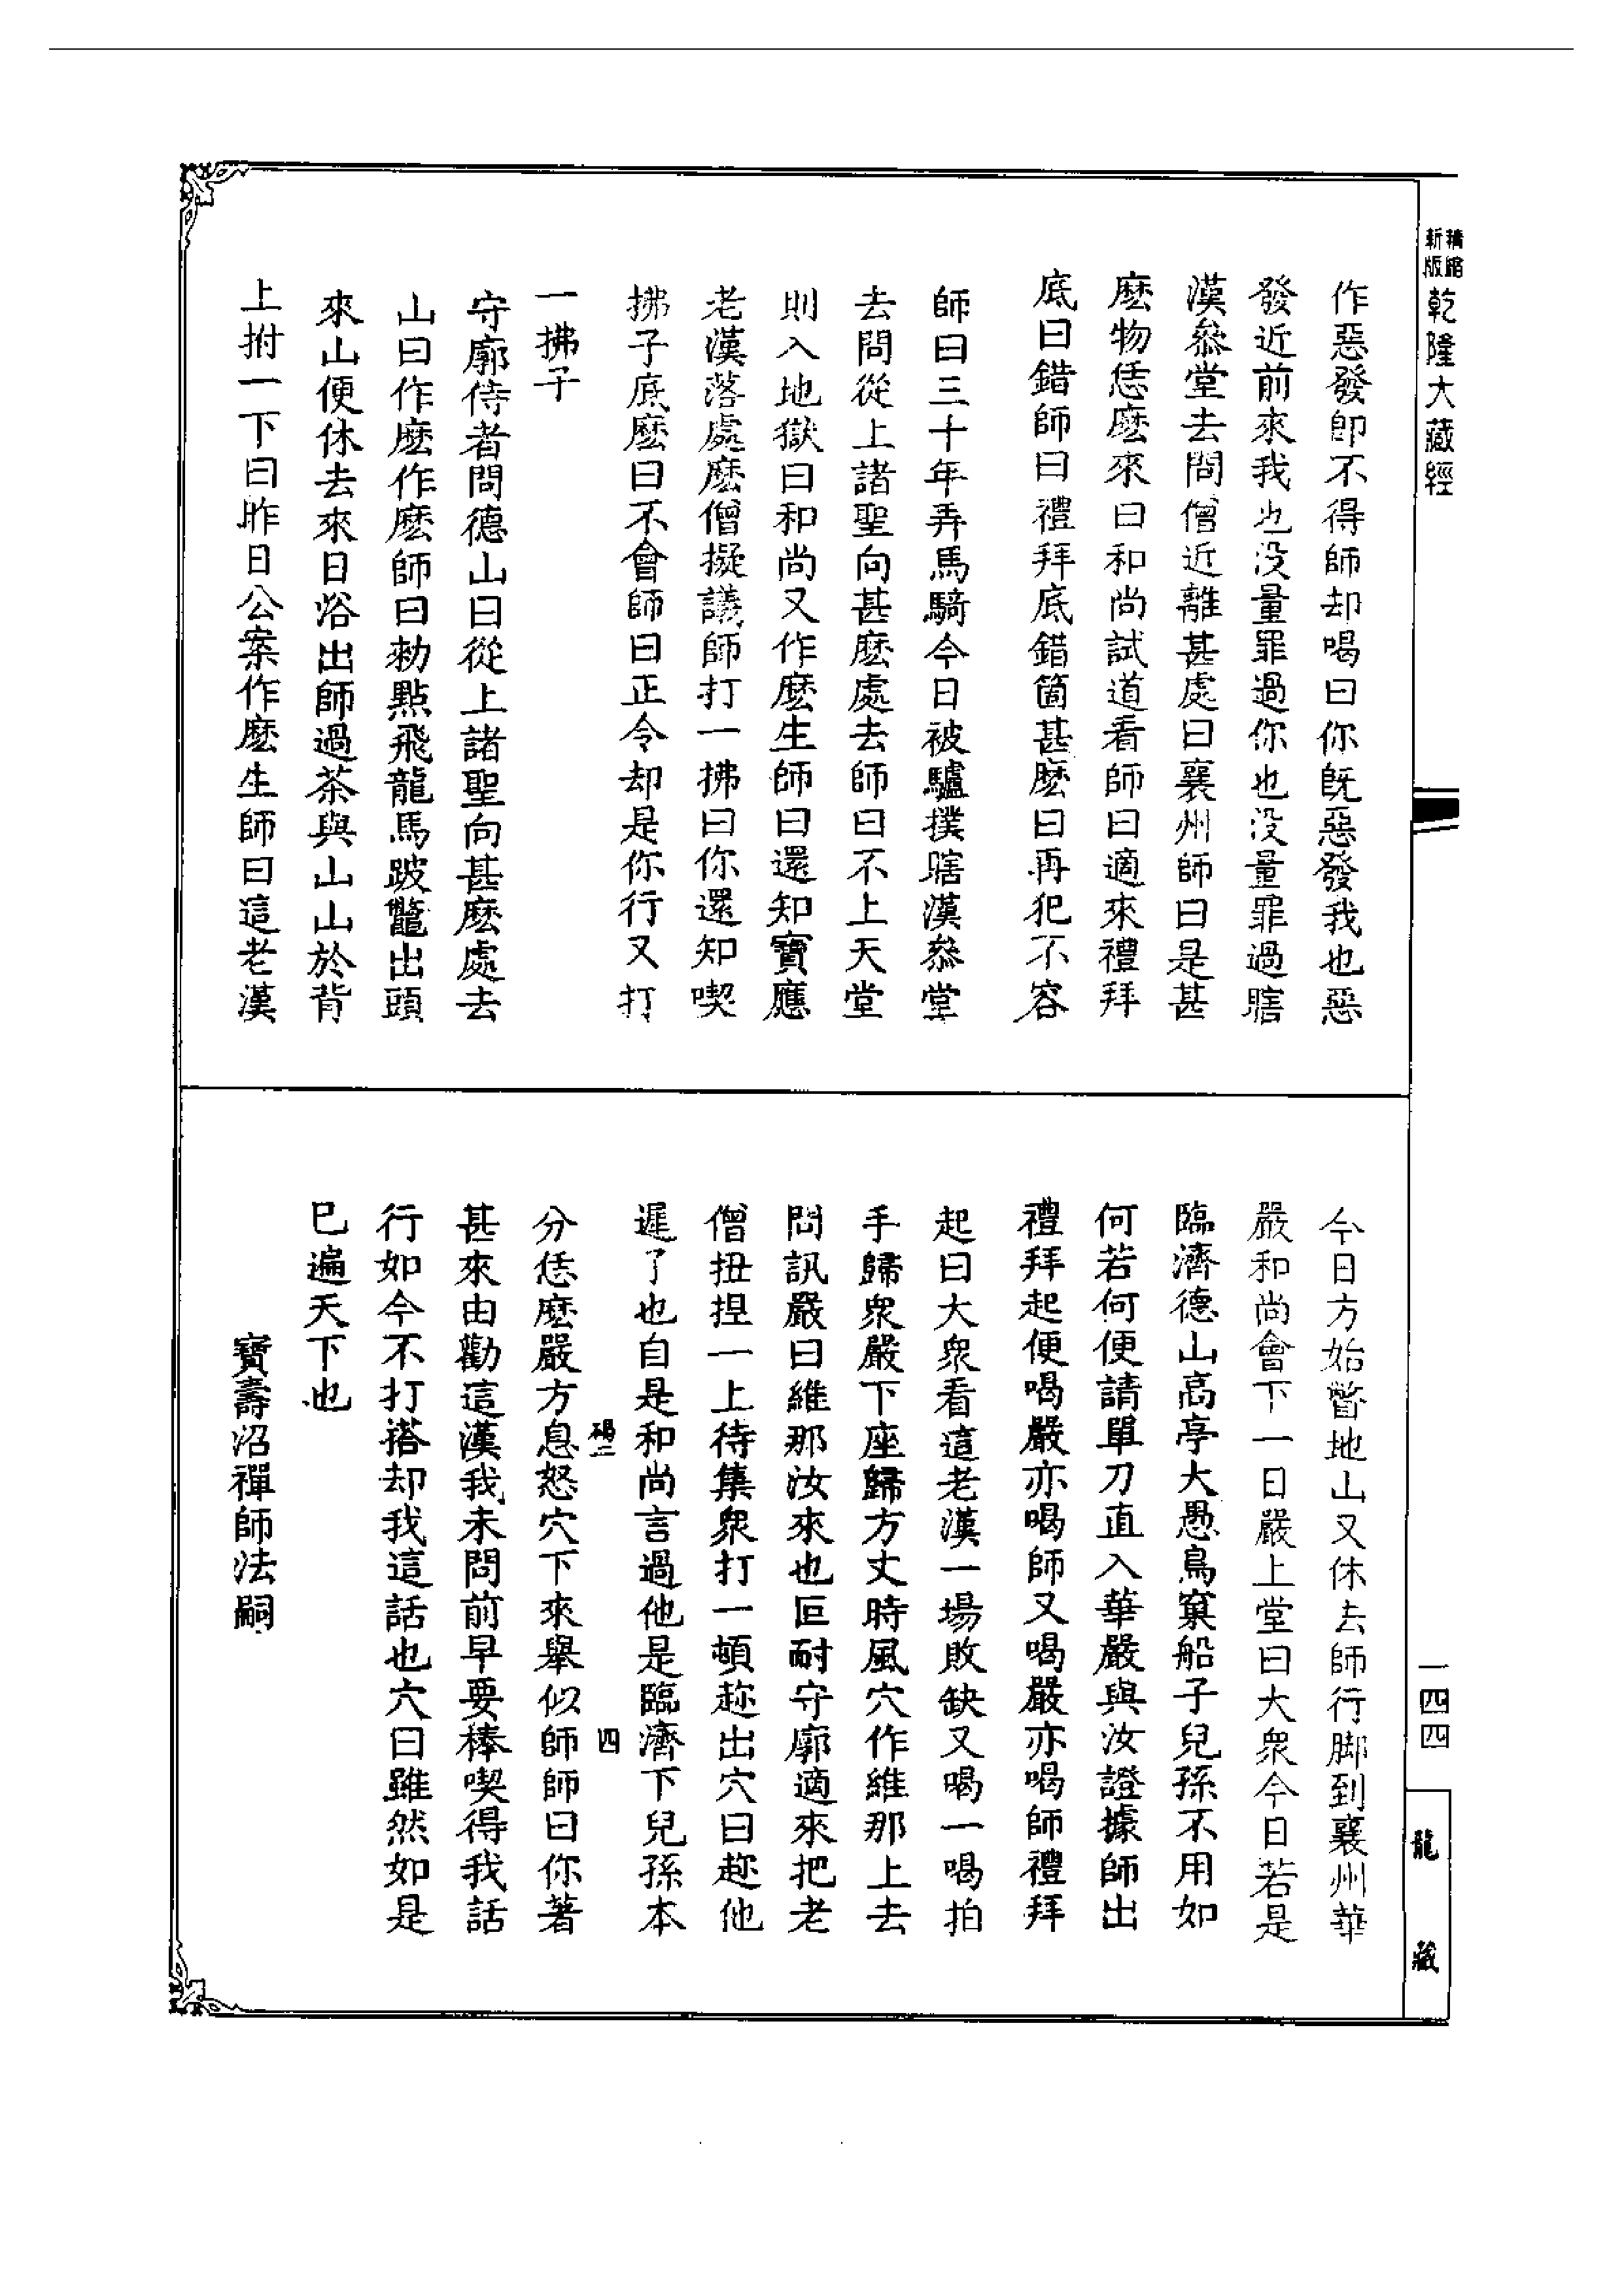 精縮新版乾隆大藏經
作惡發即不得師却喝曰你旣惡發我也惡
發近前來我也没量罪過你也没量罪過瞎
漢叅堂去問僧近離甚處曰襄州師曰是甚
麽物恁麽來曰和尚試道看師曰適來禮拜
底曰錯師曰禮拜底錯箇甚麽曰再犯不容
師曰三十年弄馬騎今日被驢撲瞎漢叅堂
去問從上諸聖向甚麽處去師曰不上天堂
則入地獄曰和尚又作麽生師曰還知寶應
老漢落處麽僧擬議師打一拂曰你還知喫
拂子底麽曰不會師曰正令却是你行又打
一拂子
守廓侍者問德山曰從上諸聖向甚麽處去
山曰作麽作麽師曰勑點飛龍馬跛鼈出頭
來山便休去來日浴出師過茶與山山於背
上拊一下曰昨日公案作麽生師曰這老漢
今日方始瞥地山又休去師行脚到襄州華
嚴和尚會下一日嚴上堂曰大衆今日若是
臨濟德山高亭大愚鳥窠船子兒孫不用如
何若何便請單刀直入華嚴與汝證據師出
禮拜起便喝嚴亦喝師又喝嚴亦喝師禮拜
起曰大衆看這老漢一場敗缺又喝一喝拍
手歸衆嚴下座歸方丈時風穴作維那上去
問訊嚴曰維那汝來也叵耐守廓適來把老
僧扭捏一上待集衆打一頓趂出穴曰趂他
遲了也自是和尚言過他是臨濟下兒孫本
四
分恁麽嚴方息怒穴下來舉似師師曰你著
甚來由勸這漢我未問前早要棒喫得我話
行如今不打搭却我這話也穴曰雖然如是
巳遍天下也
寶壽沼禪師法嗣
一四四
龍藏